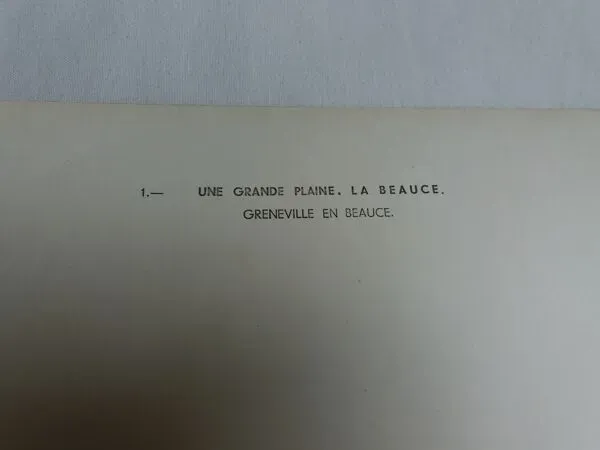 1.— UNE GRANDE PLAINE. LA BEAUCE.
GRENEVILLE EN BEAUCE.